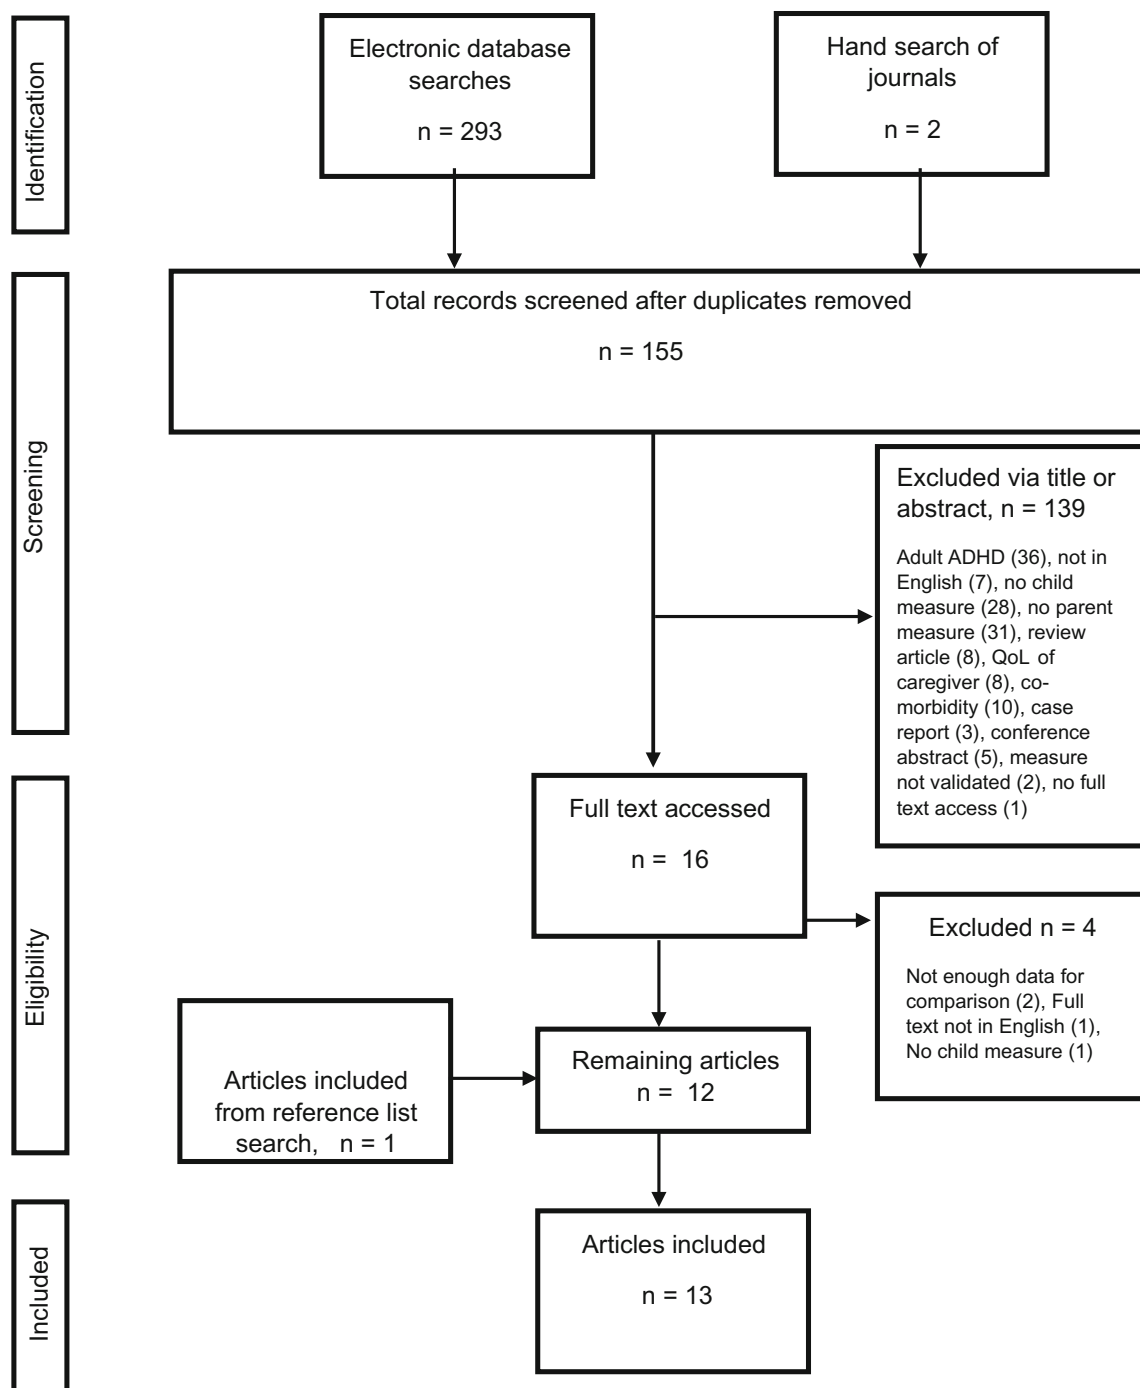 Identification
Electronic database
searches
n = 293
Hand search of
journals
n = 2
Screening
Total records screened after duplicates removed
n = 155
Excluded via title or
abstract, n = 139
Adult ADHD (36), not in
English (7), no child
measure (28), no parent
measure (31), review
article (8), QoL of
caregiver (8), co-
morbidity (10), case
report (3), conference
abstract (5), measure
not validated (2), no full
text access (1)
Eligibility
Full text accessed
n = 16
Excluded n = 4
Not enough data for
comparison (2), Full
text not in English (1),
No child measure (1)
Articles included
from reference list
search, n = 1
Remaining articles
n = 12
Included
Articles included
n = 13